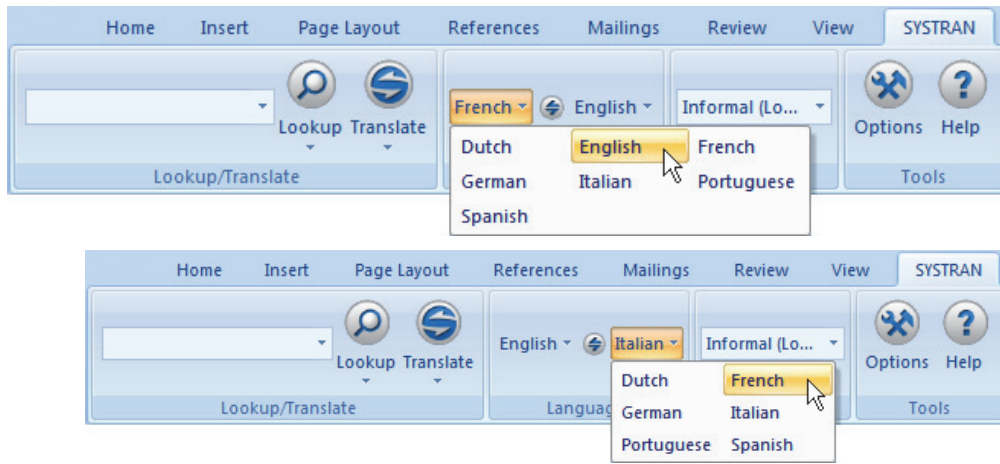 Home Insert Page Layout References Mailings Review View SYSTRAN
French English Informal (Lo...
Lookup Translate Options Help
Dutch English French
German Italian Portuguese
Spanish
Lookup/Translate Tools
Home Insert Page Layout References Mailings Review View SYSTRAN
English Italian Informal (Lo...
Lookup Translate Options Help
Dutch French
German Italian
Portuguese Spanish
Lookup/Translate Languag Tools